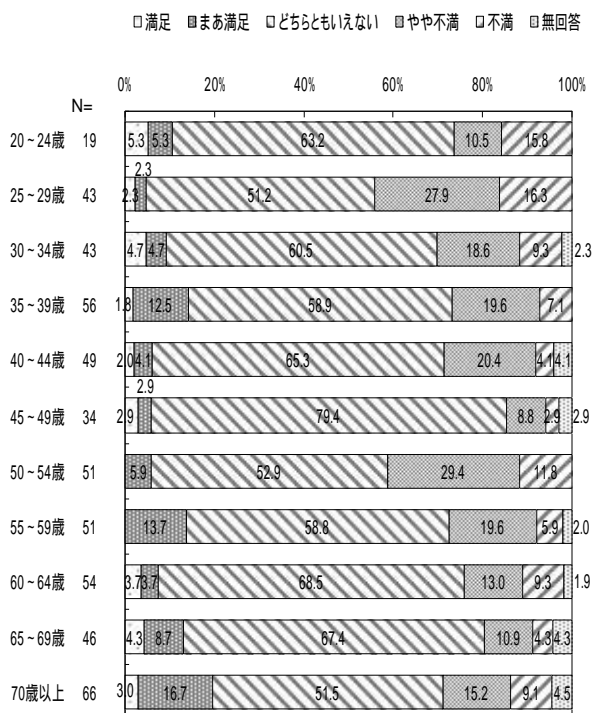 満足 まあ満足 どちらともいえない やや不満 不満 無回答
0% 20% 40% 60% 80% 100%
N=
20~24歳 19 5.3 5.3 63.2 10.5 15.8
25~29歳 43 2.3 2.3 51.2 27.9 16.3
30~34歳 43 4.7 4.7 60.5 18.6 9.3 2.3
35~39歳 56 1.8 12.5 58.9 19.6 7.1
40~44歳 49 2.0 4.1 65.3 20.4 4.1 4.1
45~49歳 34 2.9 2.9 79.4 8.8 2.9 2.9
50~54歳 51 5.9 52.9 29.4 11.8
55~59歳 51 13.7 58.8 19.6 5.9 2.0
60~64歳 54 3.7 3.7 68.5 13.0 9.3 1.9
65~69歳 46 4.3 8.7 67.4 10.9 4.3 4.3
70歳以上 66 3.0 16.7 51.5 15.2 9.1 4.5